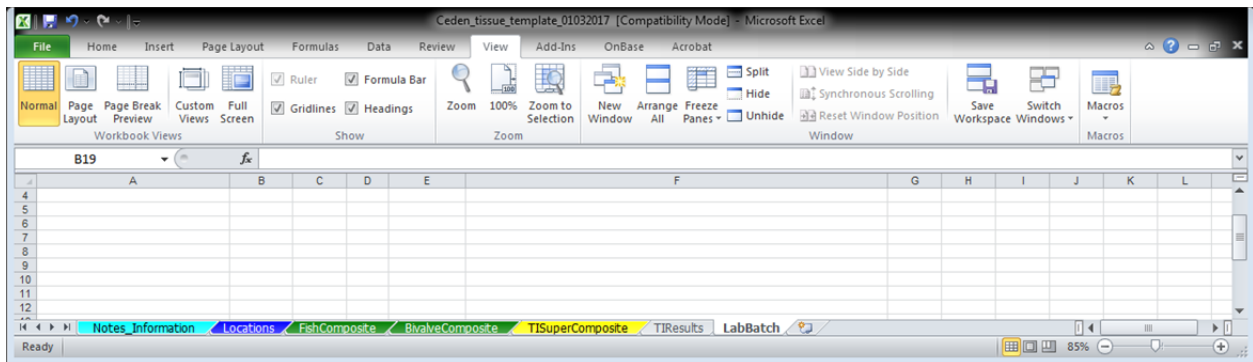 Ceden_tissue_template_01032017 [Compatibility Mode] - Microsoft Excel
File Home Insert Page Layout Formulas Data Review View Add-Ins OnBase Acrobat
Normal Page Layout Page Break Preview Custom Views Full Screen
Workbook Views
Ruler Formula Bar
Gridlines Headings
Show
Zoom 100% Zoom to Selection
Zoom
New Window Arrange All Freeze Panes
Split
Hide
Unhide
View Side by Side
Synchronous Scrolling
Reset Window Position
Window
Save Workspace Switch Windows
Macros
Macros
B19 fx
A B C D E F G H I J K L
4
5
6
7
8
9
10
11
12
Notes_Information Locations FishComposite BivalveComposite TISuperComposite TIResults LabBatch
Ready 85%